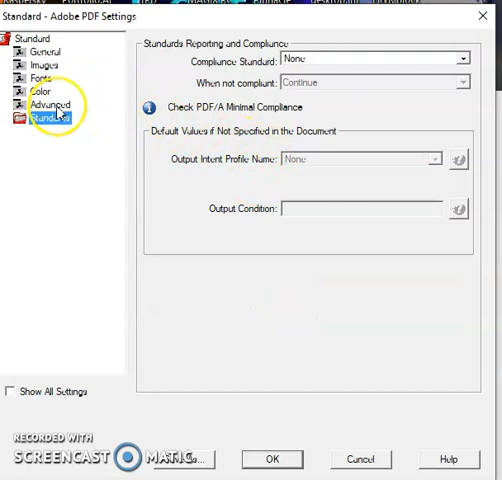 Standard - Adobe PDF Settings
Standard
General
Images
Fonts
Color
Advanced
Standards
Standards Reporting and Compliance
Compliance Standard: None
When not compliant: Continue
Check PDF/A Minimal Compliance
Default Values if Not Specified in the Document
Output Intent Profile Name: None
Output Condition:
Show All Settings
RECORDED WITH
SCREENCAST MATIC
OK
Cancel
Help